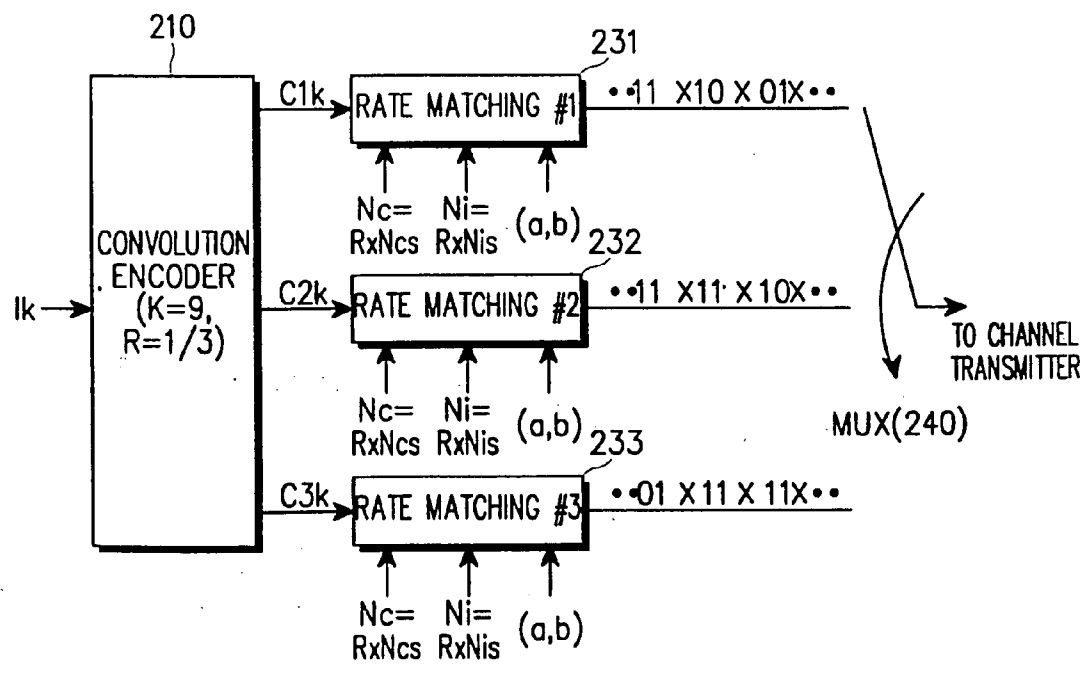 210
231
C1k
RATE MATCHING #1
••11 X10 X 01X••
Nc=
RxNcs
Ni=
RxNis
(a,b)
232
CONVOLUTION
ENCODER
(K=9,
R=1/3)
Ik
C2k
RATE MATCHING #2
••11 X11 X 10X••
TO CHANNEL
TRANSMITTER
Nc=
RxNcs
Ni=
RxNis
(a,b)
233
MUX(240)
C3k
RATE MATCHING #3
••01 X 11 X 11X••
Nc=
RxNcs
Ni=
RxNis
(a,b)